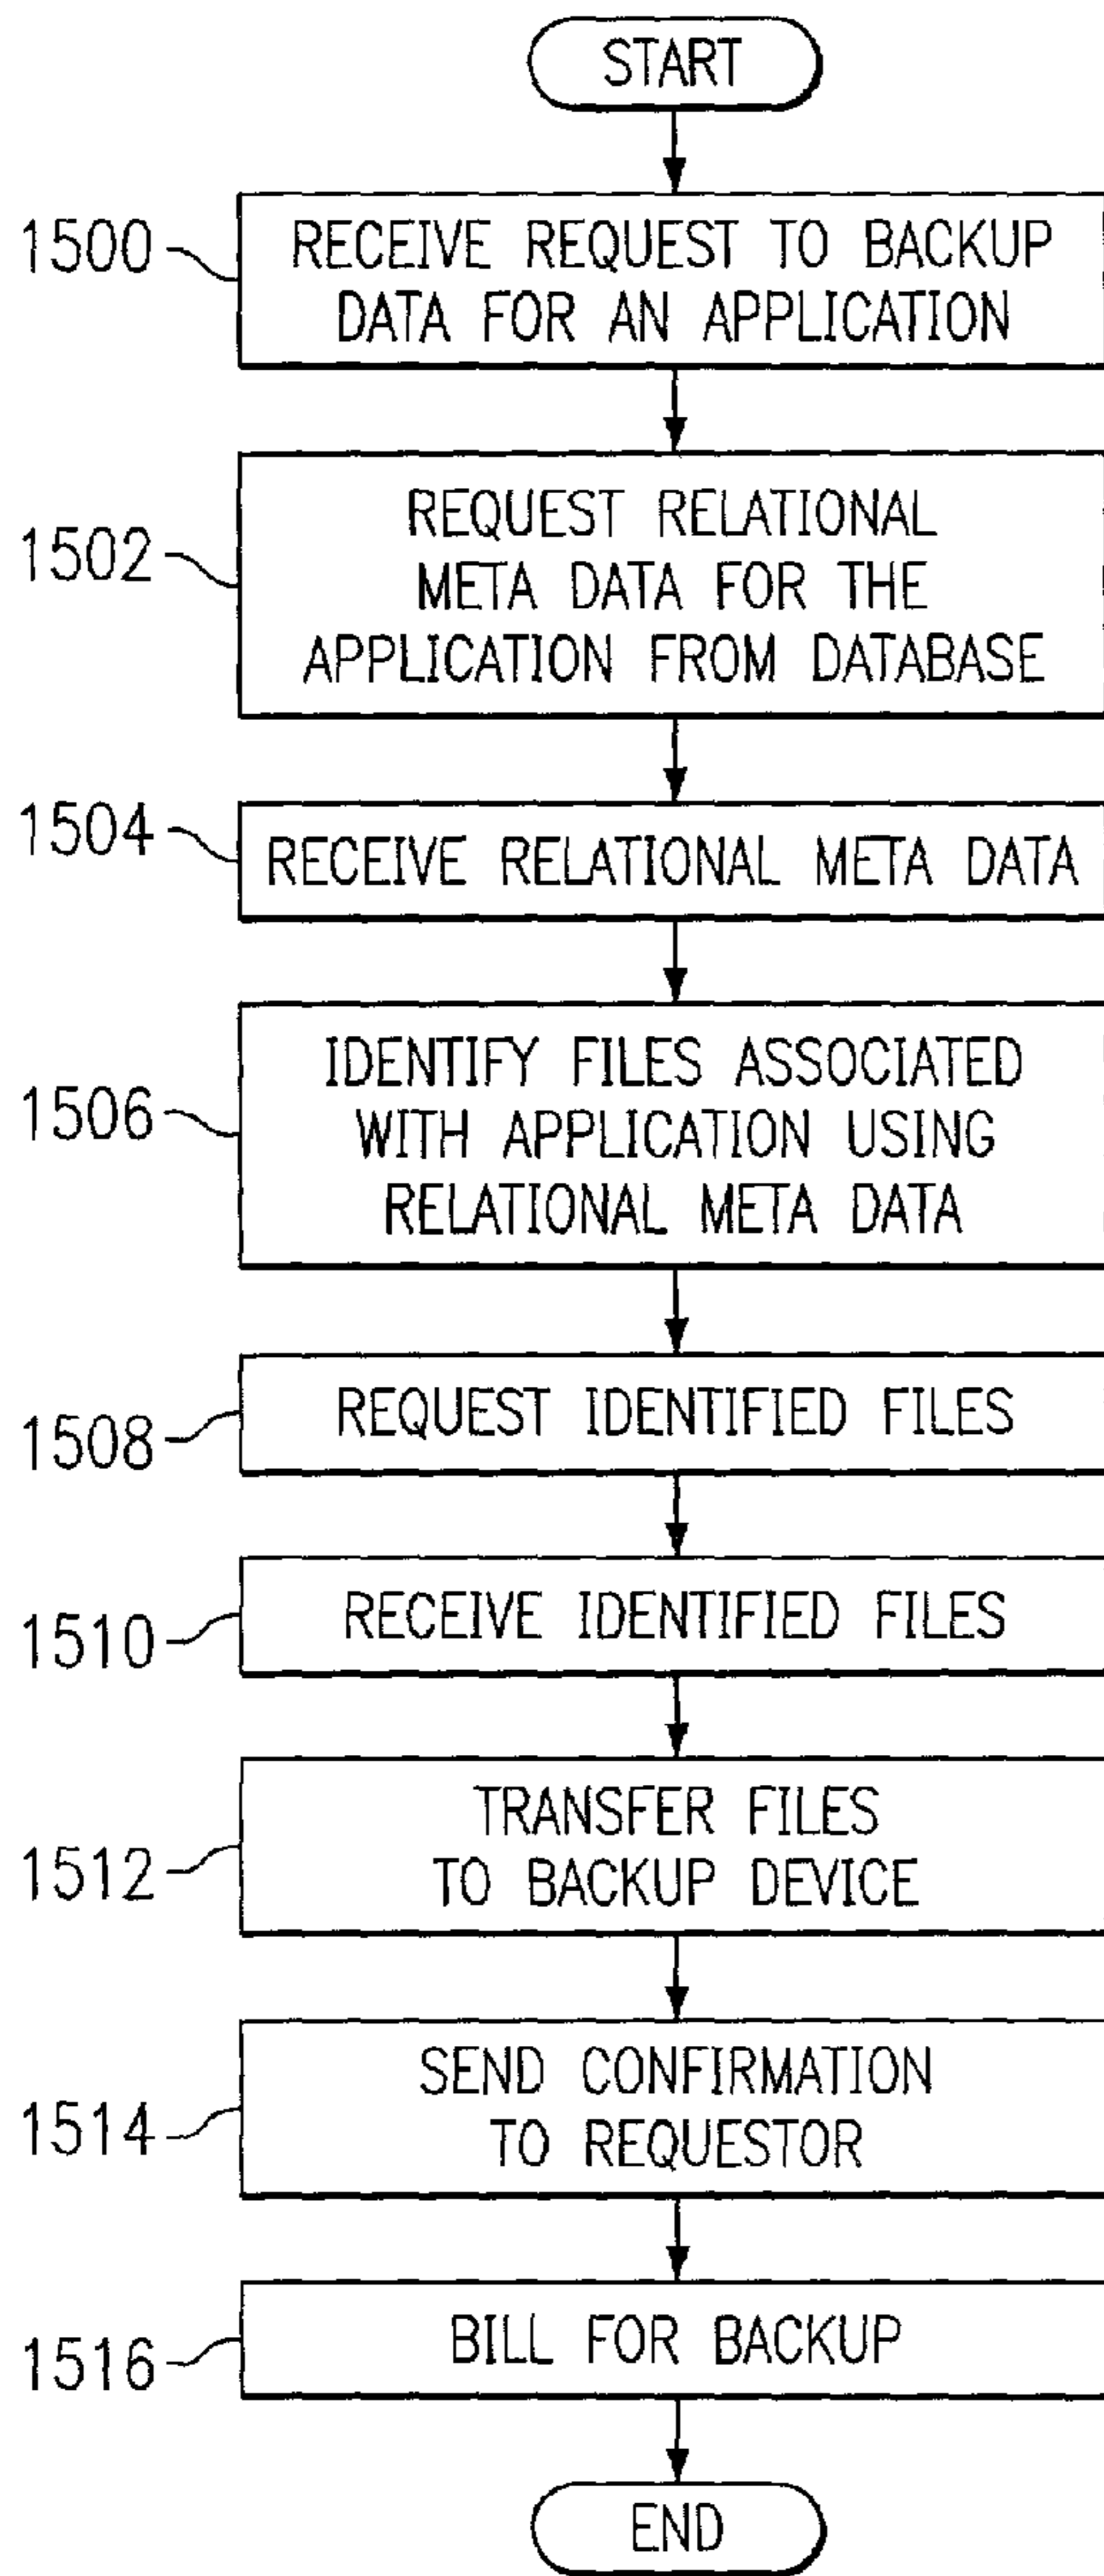 START
1500
RECEIVE REQUEST TO BACKUP
DATA FOR AN APPLICATION
1502
REQUEST RELATIONAL
META DATA FOR THE
APPLICATION FROM DATABASE
1504
RECEIVE RELATIONAL META DATA
1506
IDENTIFY FILES ASSOCIATED
WITH APPLICATION USING
RELATIONAL META DATA
1508
REQUEST IDENTIFIED FILES
1510
RECEIVE IDENTIFIED FILES
1512
TRANSFER FILES
TO BACKUP DEVICE
1514
SEND CONFIRMATION
TO REQUESTOR
1516
BILL FOR BACKUP
END